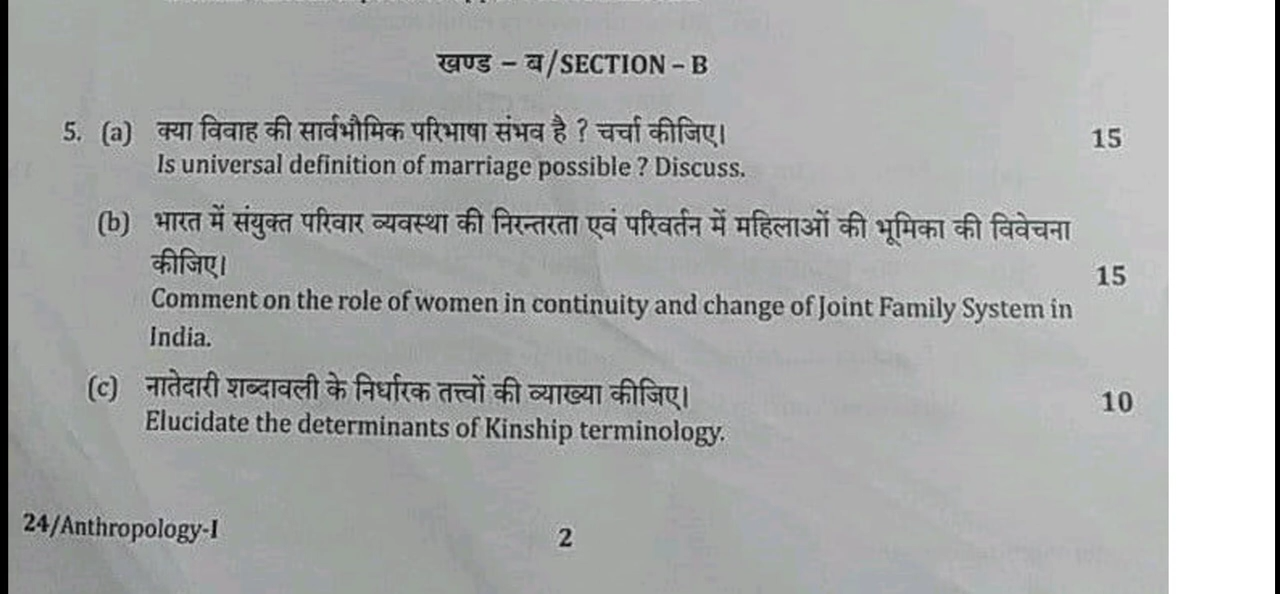 खण्ड – ब/SECTION – B
5. (a) क्या विवाह की सार्वभौमिक परिभाषा संभव है ? चर्चा कीजिए। 15
Is universal definition of marriage possible ? Discuss.
(b) भारत में संयुक्त परिवार व्यवस्था की निरन्तरता एवं परिवर्तन में महिलाओं की भूमिका की विवेचना
कीजिए। 15
Comment on the role of women in continuity and change of Joint Family System in
India.
(c) नातेदारी शब्दावली के निर्धारक तत्त्वों की व्याख्या कीजिए। 10
Elucidate the determinants of Kinship terminology.
24/Anthropology-I 2